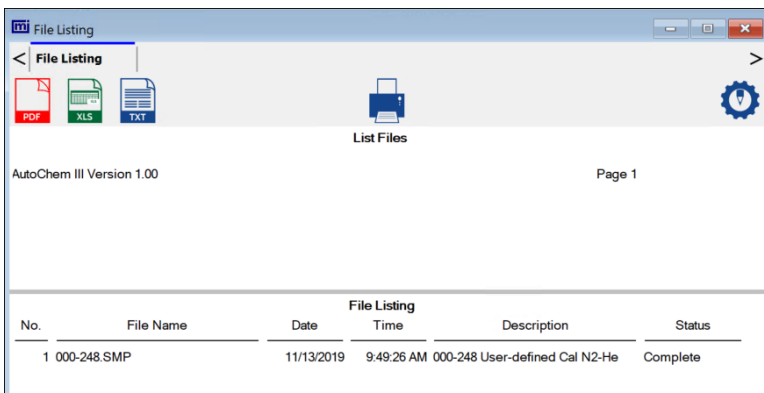 mi File Listing
< File Listing >
PDF XLS TXT
List Files
AutoChem III Version 1.00 Page 1
File Listing
No. File Name Date Time Description Status
1 000-248.SMP 11/13/2019 9:49:26 AM 000-248 User-defined Cal N2-He Complete